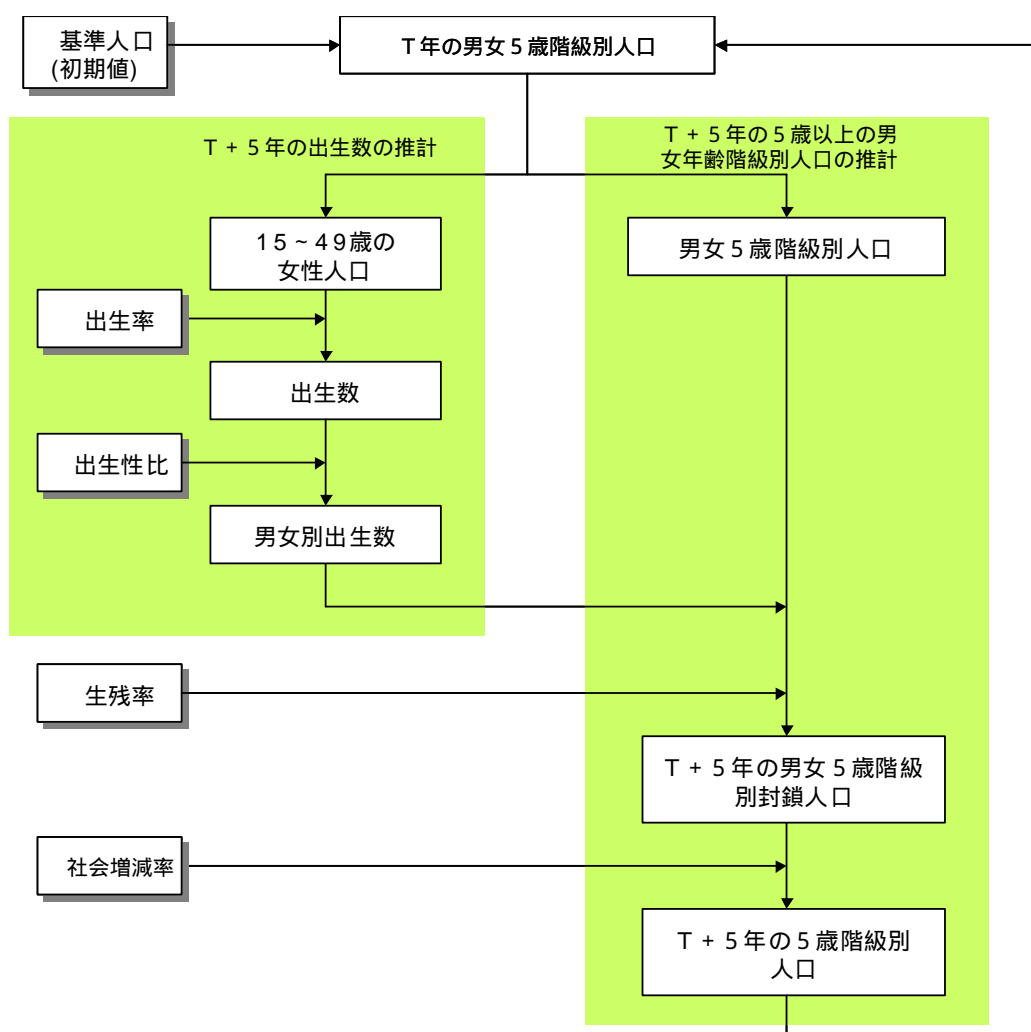 基準人口
(初期値)
T年の男女5歳階級別人口
T+5年の出生数の推計
T+5年の5歳以上の男
女年齢階級別人口の推計
15~49歳の
女性人口
男女5歳階級別人口
出生率
出生数
出生性比
男女別出生数
生残率
T+5年の男女5歳階級
別封鎖人口
社会増減率
T+5年の5歳階級別
人口